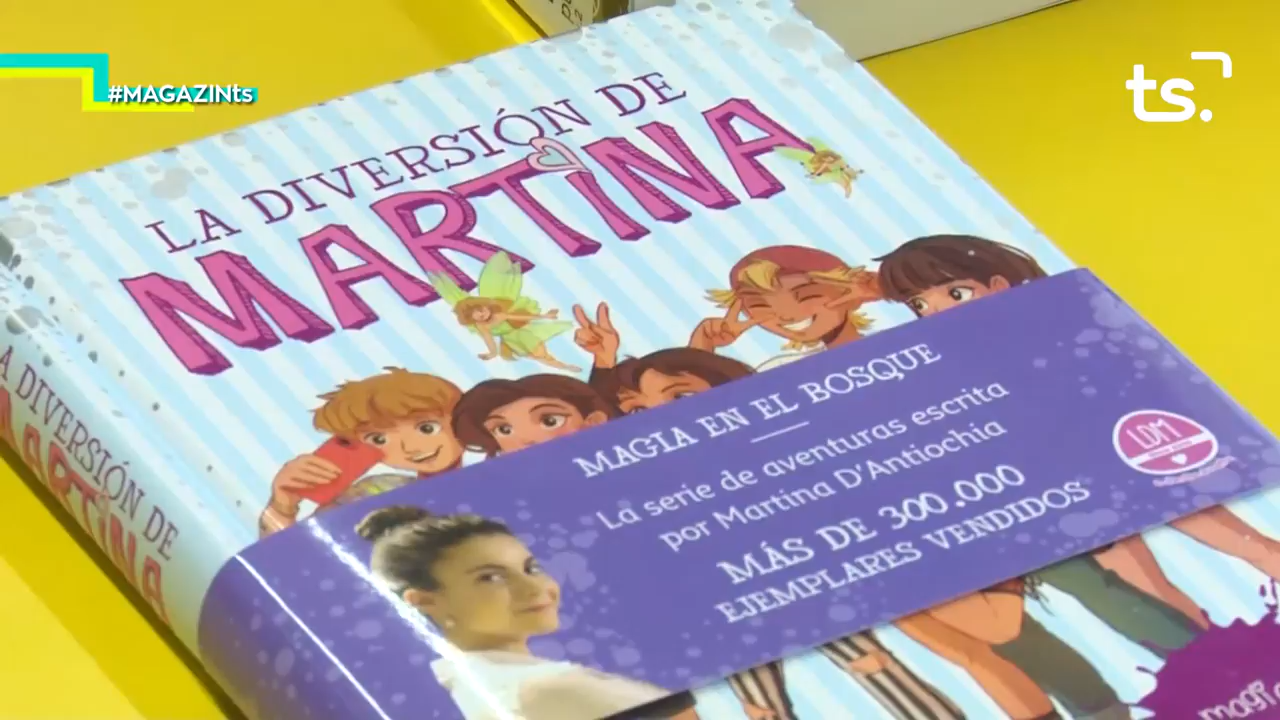 #MAGAZINts
ts.
LA DIVERSIÓN DE
MARTINA
MAGIA EN EL BOSQUE
La serie de aventuras escrita
por Martina D'Antiochia
MÁS DE 300.000
EJEMPLARES VENDIDOS
LDM
A DIVERSIÓN DE
MARTINA